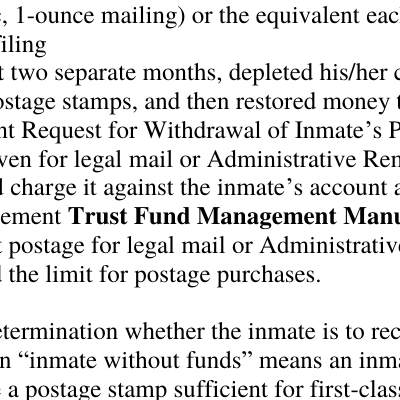 , 1-ounce mailing) or the equivalent eac
filing
t two separate months, depleted his/her c
ostage stamps, and then restored money t
nt Request for Withdrawal of Inmate’s P
ven for legal mail or Administrative Rem
d charge it against the inmate’s account a
gement Trust Fund Management Manu
t postage for legal mail or Administrative
d the limit for postage purchases.
etermination whether the inmate is to rec
n “inmate without funds” means an inma
e a postage stamp sufficient for first-clas